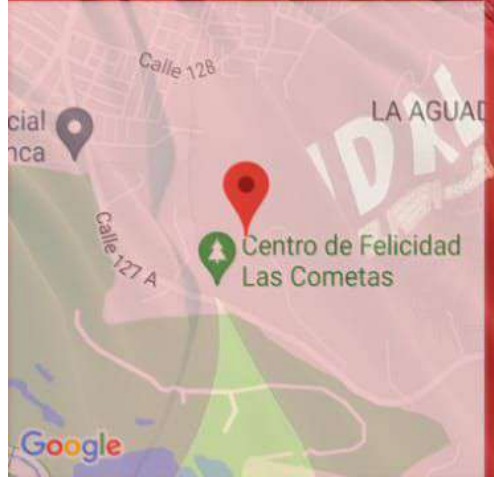 Calle 128
cial
nca
LA AGUAD
Calle 127 A
Centro de Felicidad
Las Cometas
Google